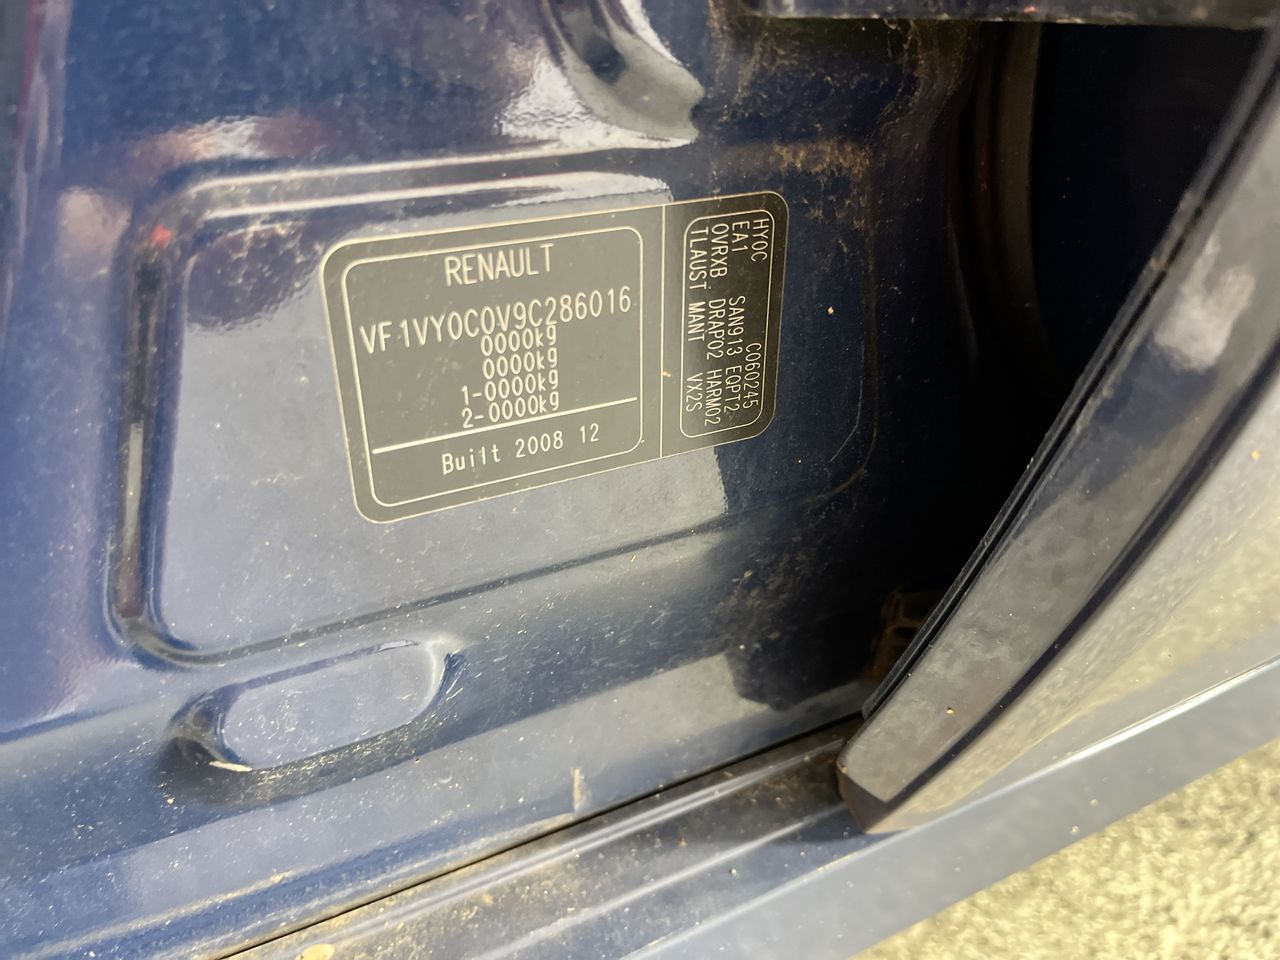 RENAULT
VF1VY0C0V9C286016
0000kg
0000kg
1-0000kg
2-0000kg
Built 2008 12
HY0C C060245
EA1 SAN913 EQPT2
OVRXB. DRAP02 HARM02
TLAUST MANT VX2S